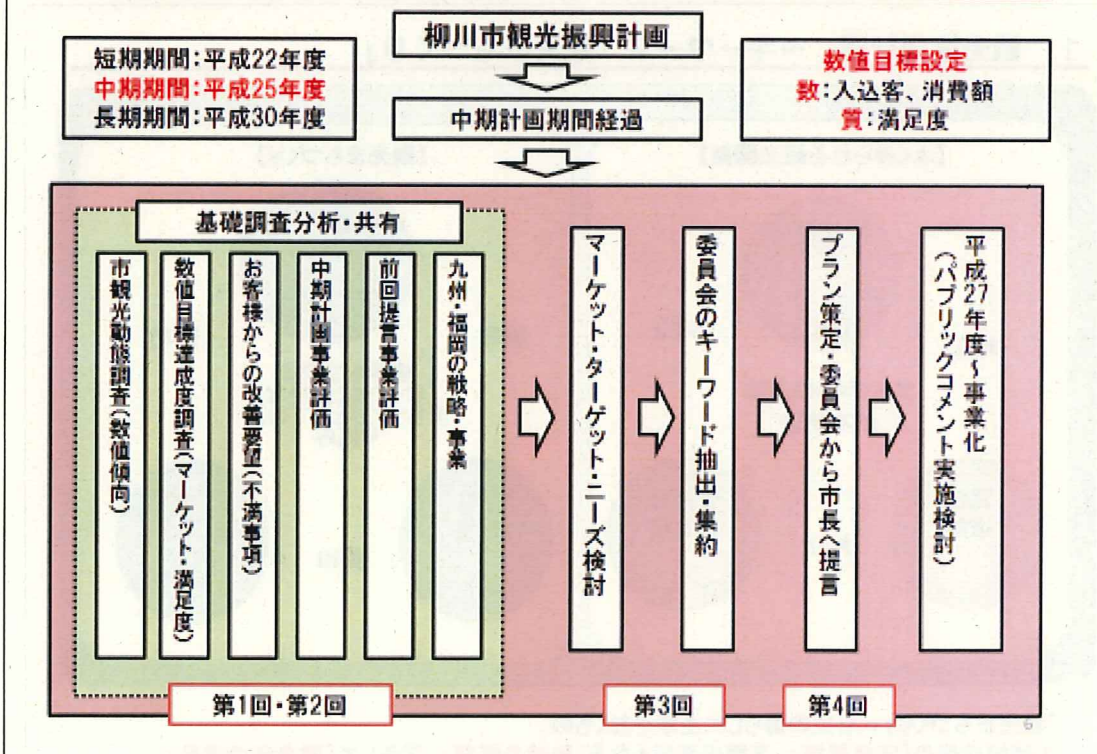 柳川市観光振興計画
短期期間:平成22年度
中期期間:平成25年度
長期期間:平成30年度
数値目標設定
数:入込客、消費額
質:満足度
中期計画期間経過
基礎調査分析・共有
市観光動態調査(数値傾向)
数値目標達成度調査(マーケット・満足度)
お客様からの改善要望(不満事項)
中期計画事業評価
前回提言事業評価
九州・福岡の戦略・事業
マーケット・ターゲット・ニーズ検討
委員会のキーワード抽出・集約
プラン策定・委員会から市長へ提言
平成27年度~事業化
(パブリックコメント実施検討)
第1回・第2回
第3回
第4回
6